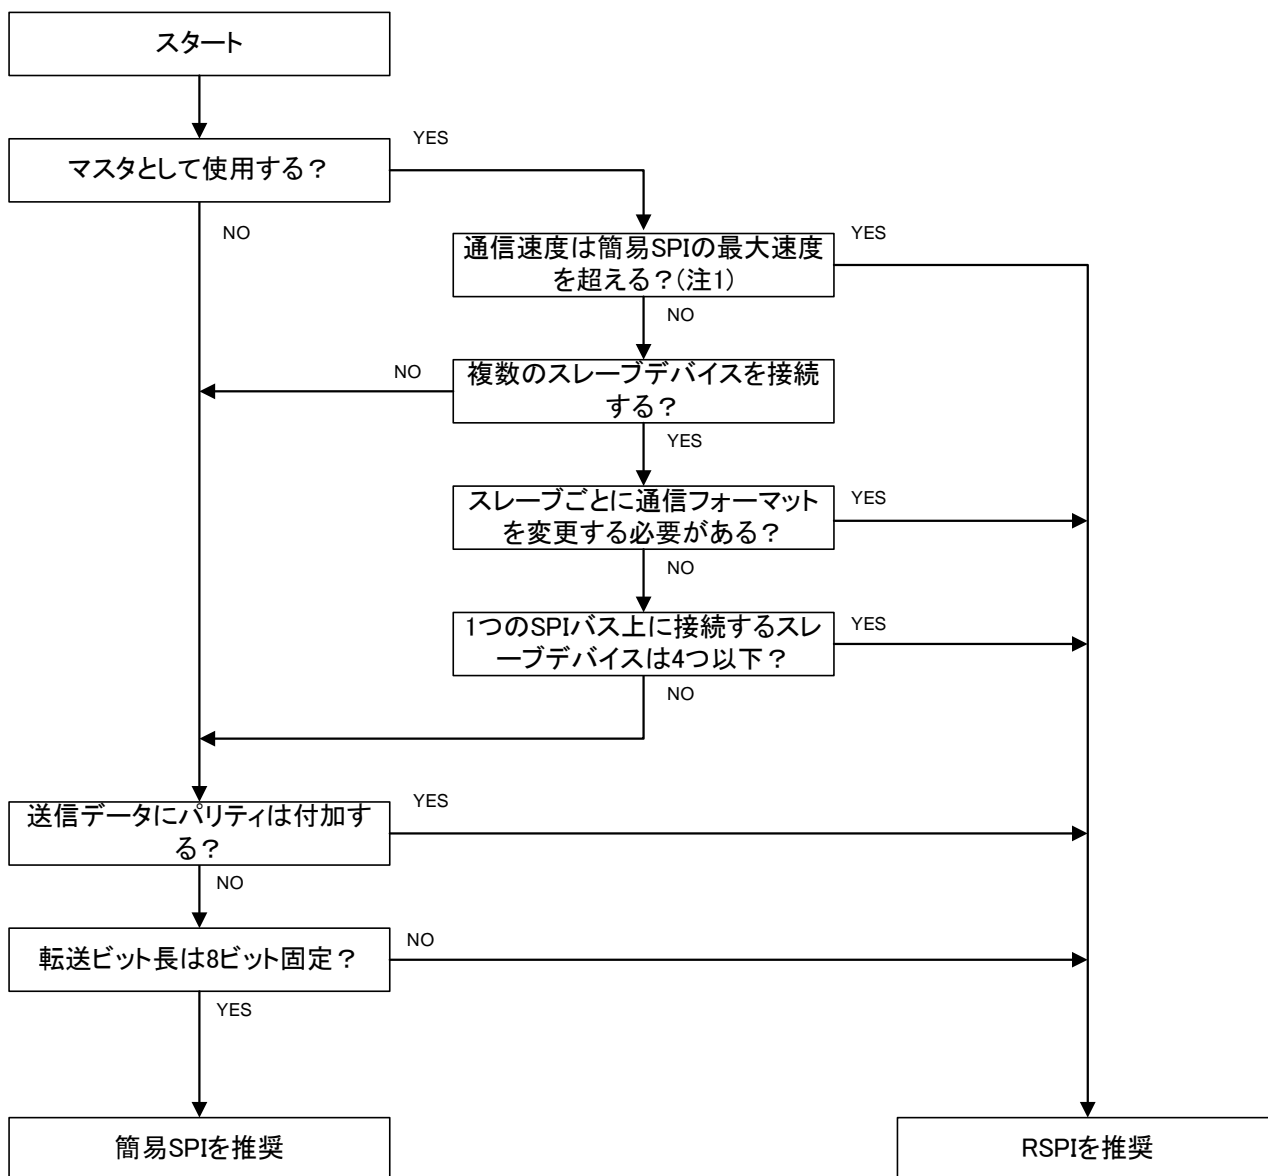 スタート
マスタとして使用する？
YES
NO
通信速度は簡易SPIの最大速度
を超える？（注1）
YES
NO
複数のスレーブデバイスを接続
する？
NO
YES
スレーブごとに通信フォーマット
を変更する必要がある？
YES
NO
1つのSPIバス上に接続するスレ
ーブデバイスは4つ以下？
YES
NO
送信データにパリティは付加す
る？
YES
NO
転送ビット長は8ビット固定？
NO
YES
簡易SPIを推奨
RSPIを推奨